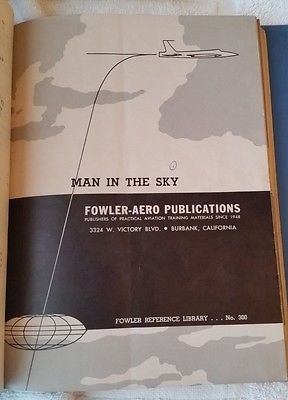 MAN IN THE SKY
FOWLER-AERO PUBLICATIONS
PUBLISHERS OF PRACTICAL AVIATION TRAINING MATERIALS SINCE 1948
3324 W. VICTORY BLVD. • BURBANK, CALIFORNIA
FOWLER REFERENCE LIBRARY . . . No. 300